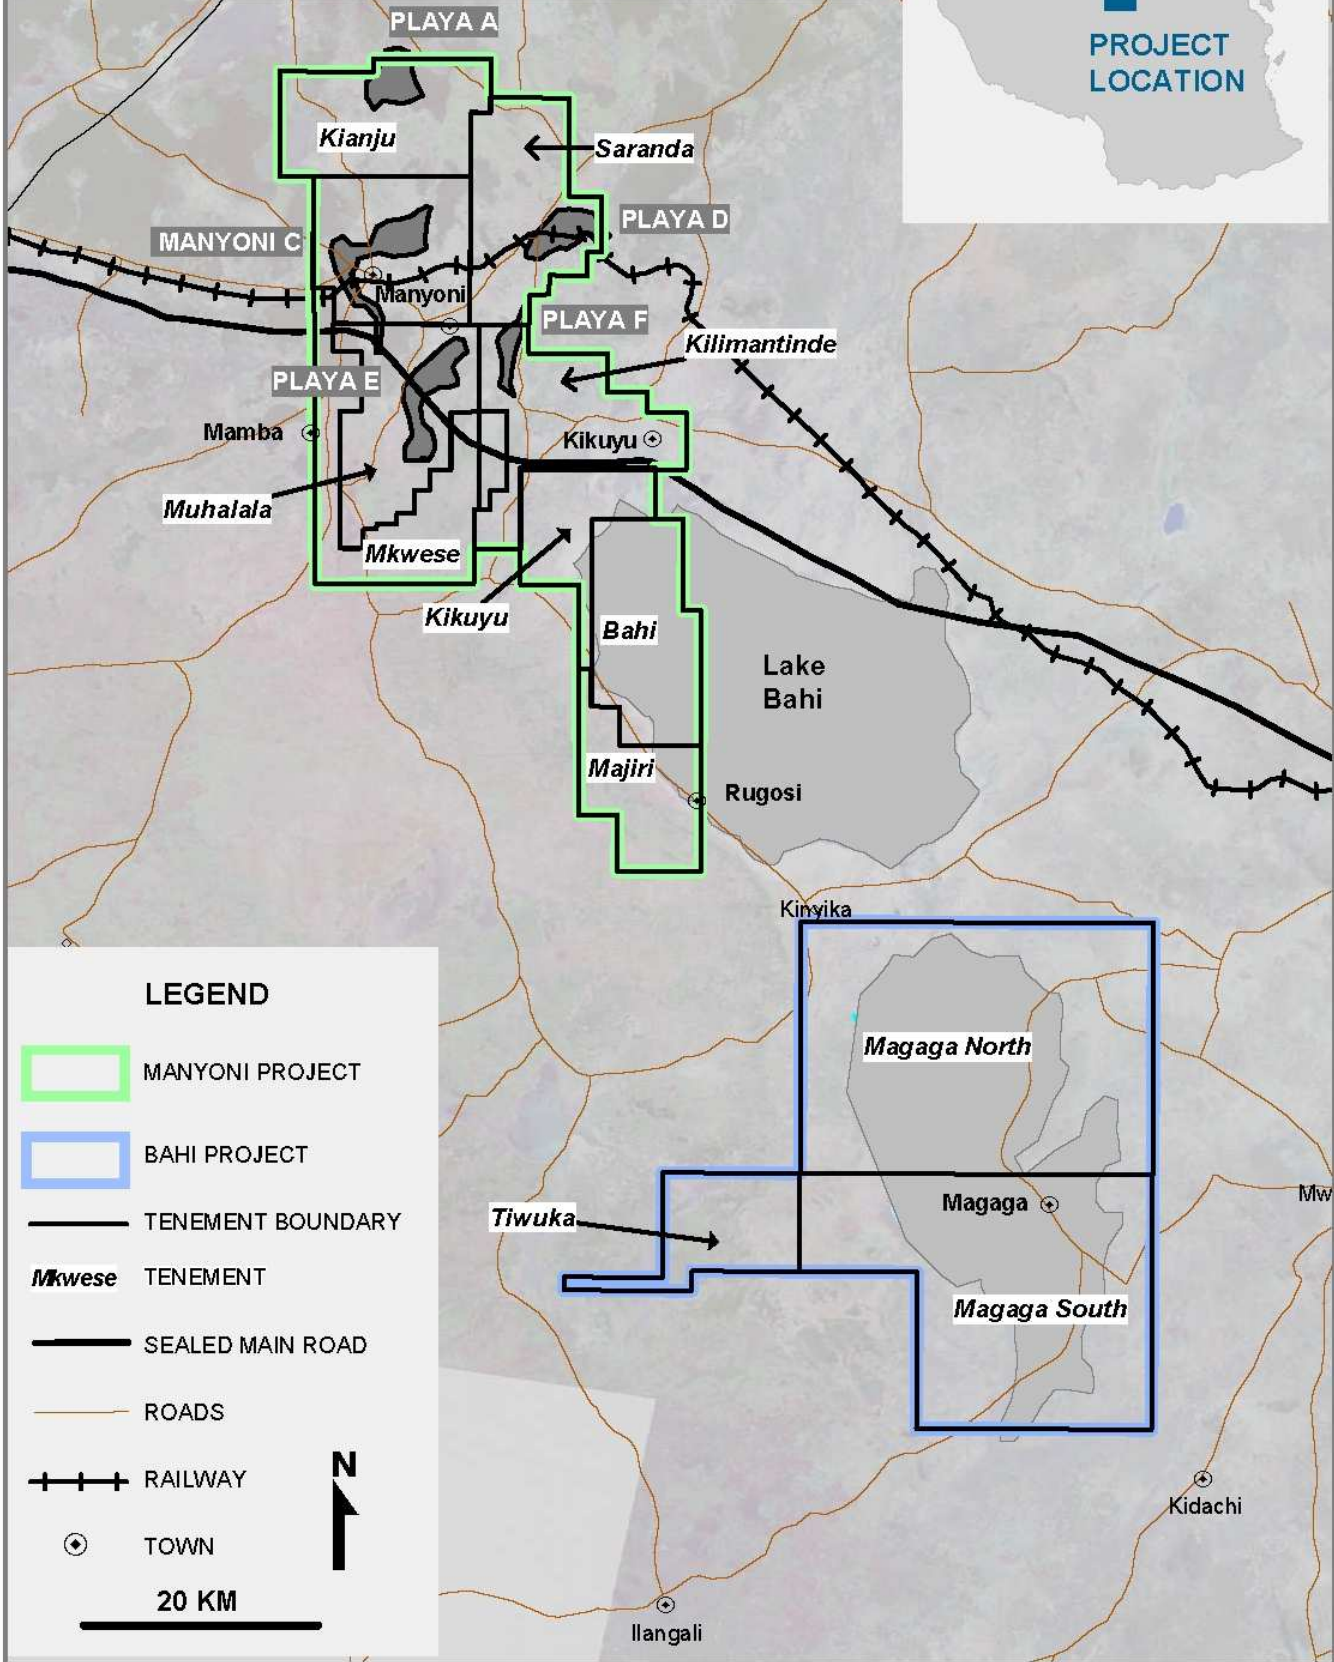 PLAYA A
PROJECT
LOCATION
Kianju
Saranda
PLAYA D
MANYONI C
Manyoni
PLAYA F
Kilimantinde
PLAYA E
Mamba
Kikuyu
Muhalala
Mkwese
Kikuyu
Bahi
Lake
Bahi
Majiri
Rugosi
Kinyika
LEGEND
MANYONI PROJECT
BAHI PROJECT
TENEMENT BOUNDARY
Mkwese TENEMENT
SEALED MAIN ROAD
ROADS
RAILWAY
N
TOWN
20 KM
Magaga North
Magaga
Mw
Tiwuka
Magaga South
Kidachi
Ilangali